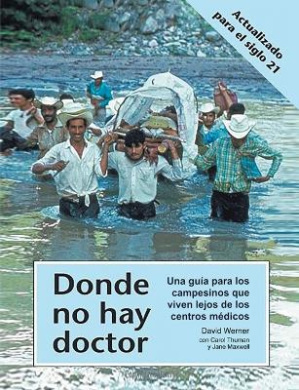 Actualizado
para el siglo 21
Donde
no hay
doctor
Una guía para los
campesinos que
viven lejos de los
centros médicos
David Werner
con Carol Thuman
y Jane Maxwell